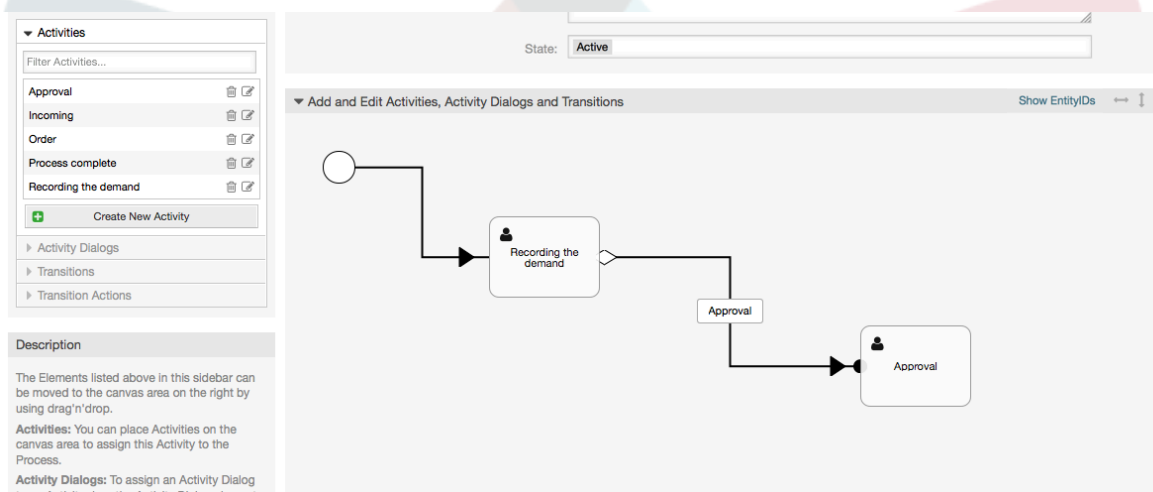 Activities
Filter Activities...
Approval
Incoming
Order
Process complete
Recording the demand
Create New Activity
Activity Dialogs
Transitions
Transition Actions
Description
The Elements listed above in this sidebar can
be moved to the canvas area on the right by
using drag'n'drop.
Activities: You can place Activities on the
canvas area to assign this Activity to the
Process.
Activity Dialogs: To assign an Activity Dialog
State:
Active
Add and Edit Activities, Activity Dialogs and Transitions
Show EntityIDs
Recording the
demand
Approval
Approval